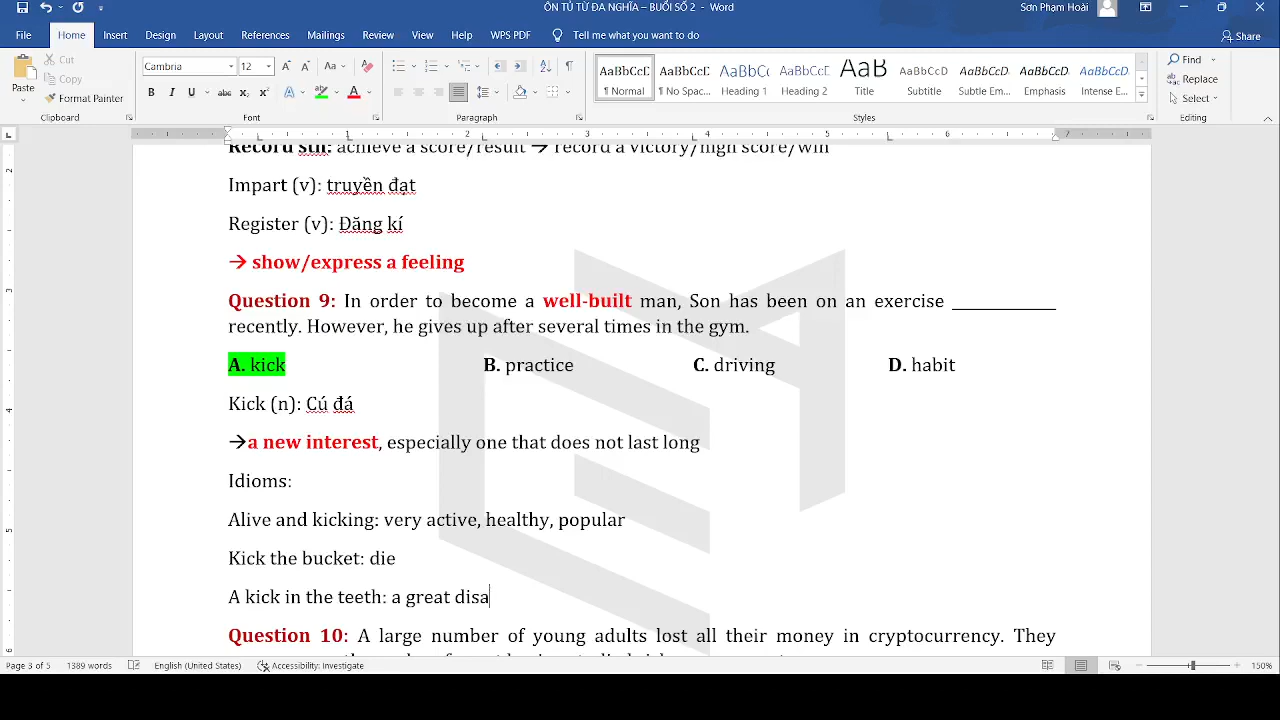 ÔN TỦ TỪ ĐA NGHĨA – BUỔI SỐ 2 - Word
Son Phạm Hoài
File Home Insert Design Layout References Mailings Review View Help WPS PDF Tell me what you want to do Share
Paste
Cut
Copy
Format Painter
Cambria 12
AaBbCcD AaBbCcD AaBbCc AaBbCc AaB AaBbCcD AaBbCcD AaBbCcD AaBbCcD
¶ Normal ¶ No Spac... Heading 1 Heading 2 Title Subtitle Subtle Em... Emphasis Intense E...
Find
Replace
Select
Clipboard Font Paragraph Styles Editing
Record sth: achieve a score/result → record a victory/high score/win
Impart (v): truyền đạt
Register (v): Đăng kí
→ show/express a feeling
Question 9: In order to become a well-built man, Son has been on an exercise ____________
recently. However, he gives up after several times in the gym.
A. kick B. practice C. driving D. habit
Kick (n): Cú đá
→a new interest, especially one that does not last long
Idioms:
Alive and kicking: very active, healthy, popular
Kick the bucket: die
A kick in the teeth: a great disa
Question 10: A large number of young adults lost all their money in cryptocurrency. They
Page 3 of 5 1389 words English (United States) Accessibility: Investigate 150%